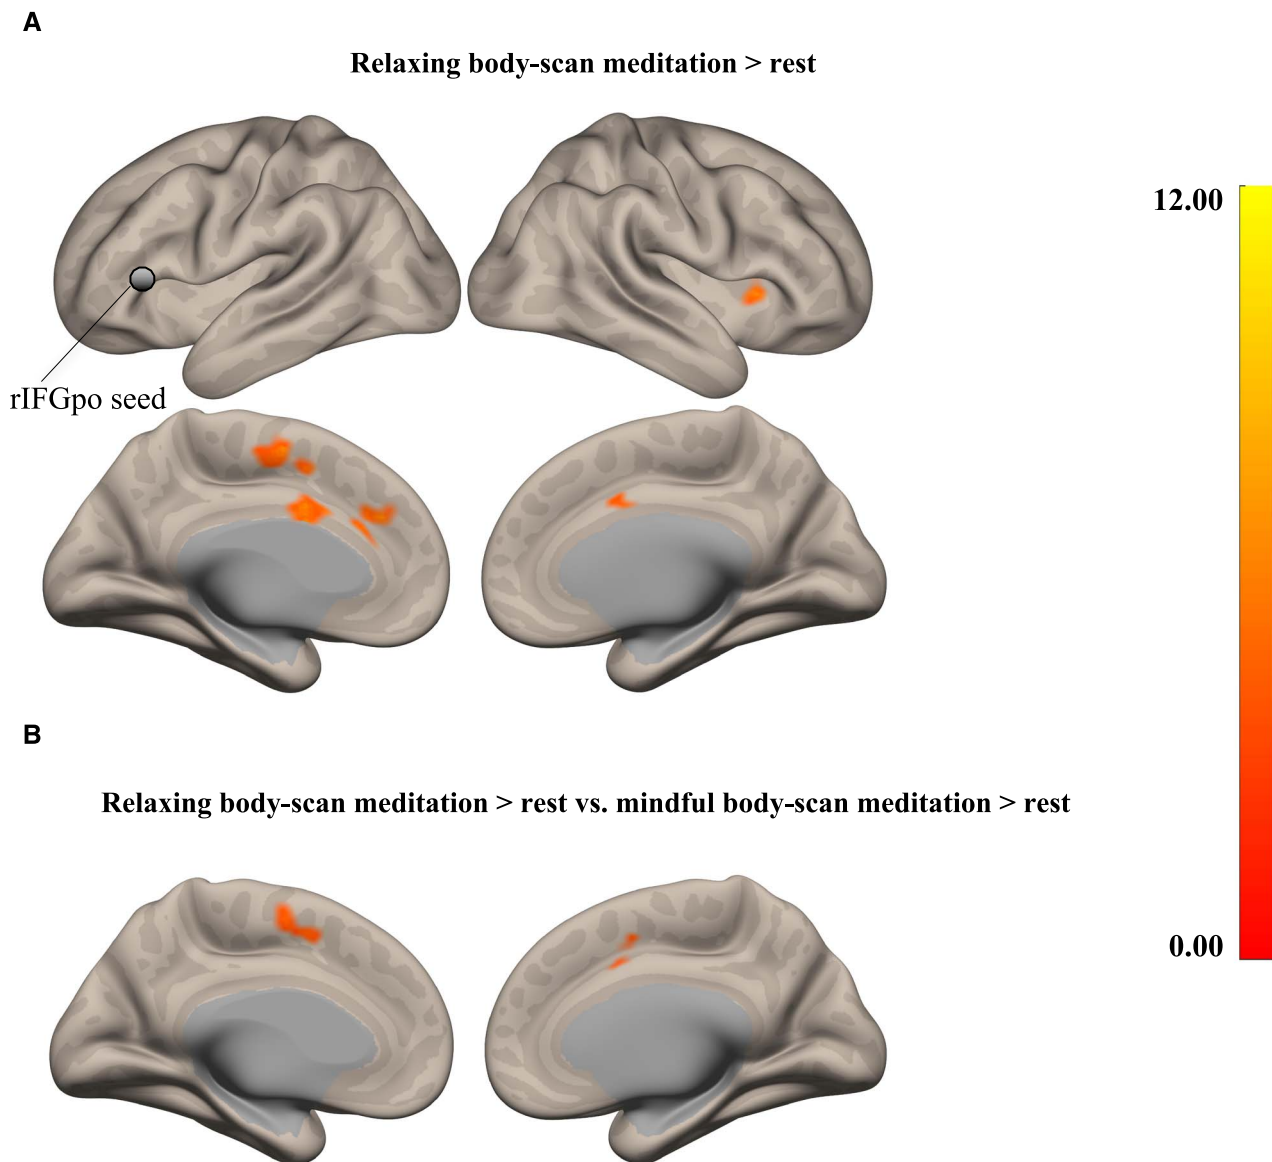 A
Relaxing body-scan meditation > rest
12.00
rIFGpo seed
B
Relaxing body-scan meditation > rest vs. mindful body-scan meditation > rest
0.00